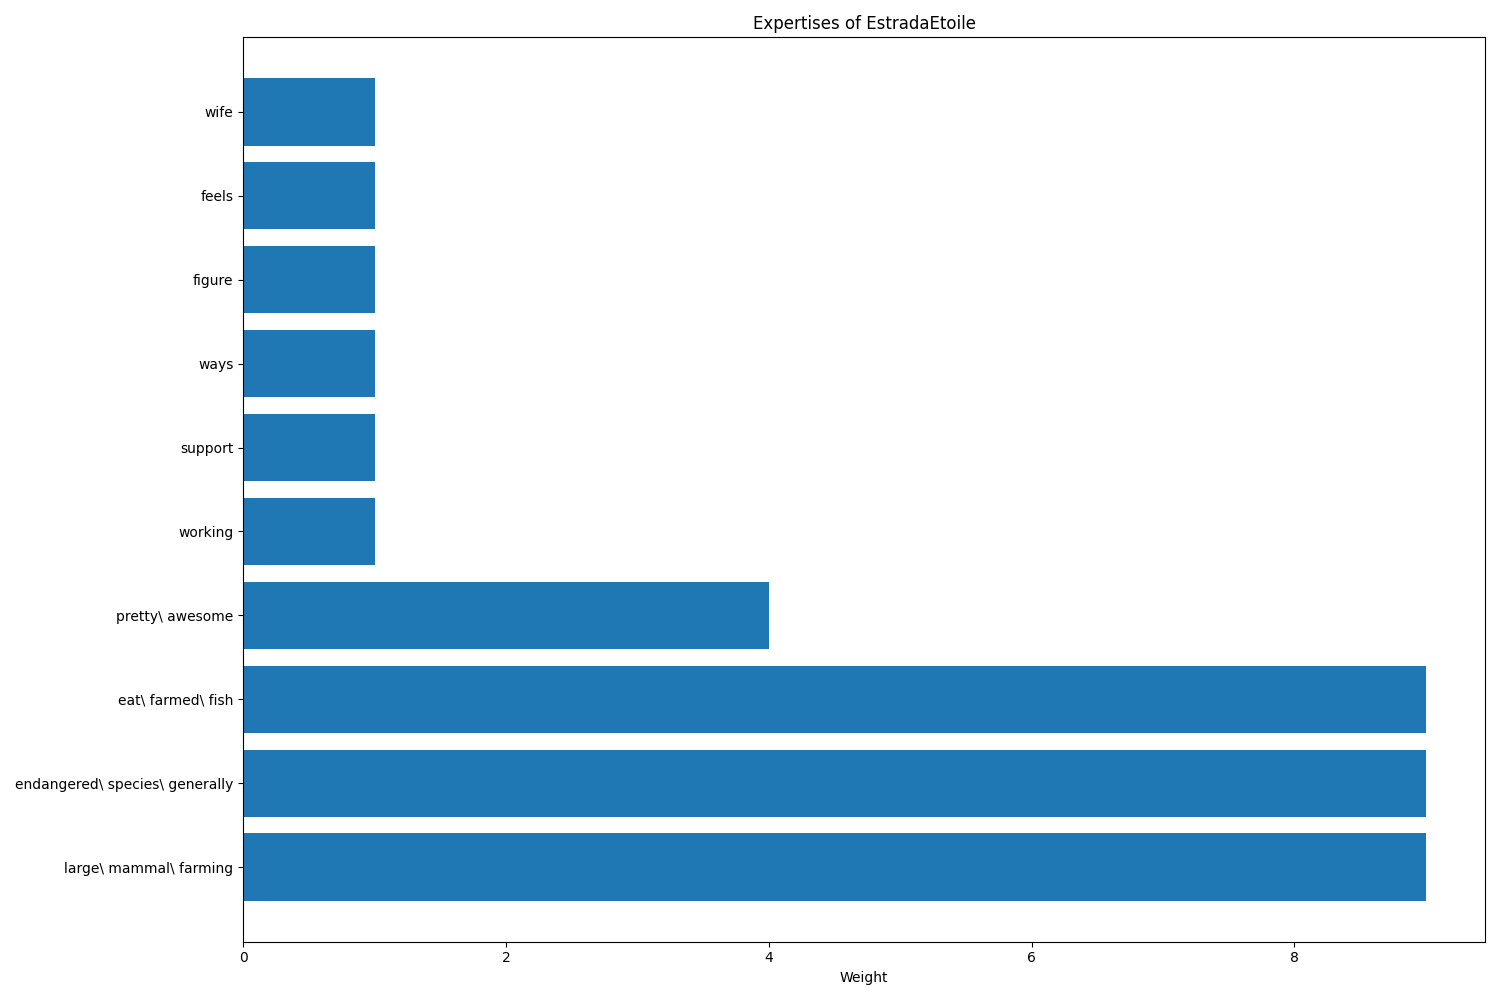 Expertises of EstradaEtoile
wife
feels
figure
ways
support
working
pretty\ awesome
eat\ farmed\ fish
endangered\ species\ generally
large\ mammal\ farming
0 2 4 6 8
Weight